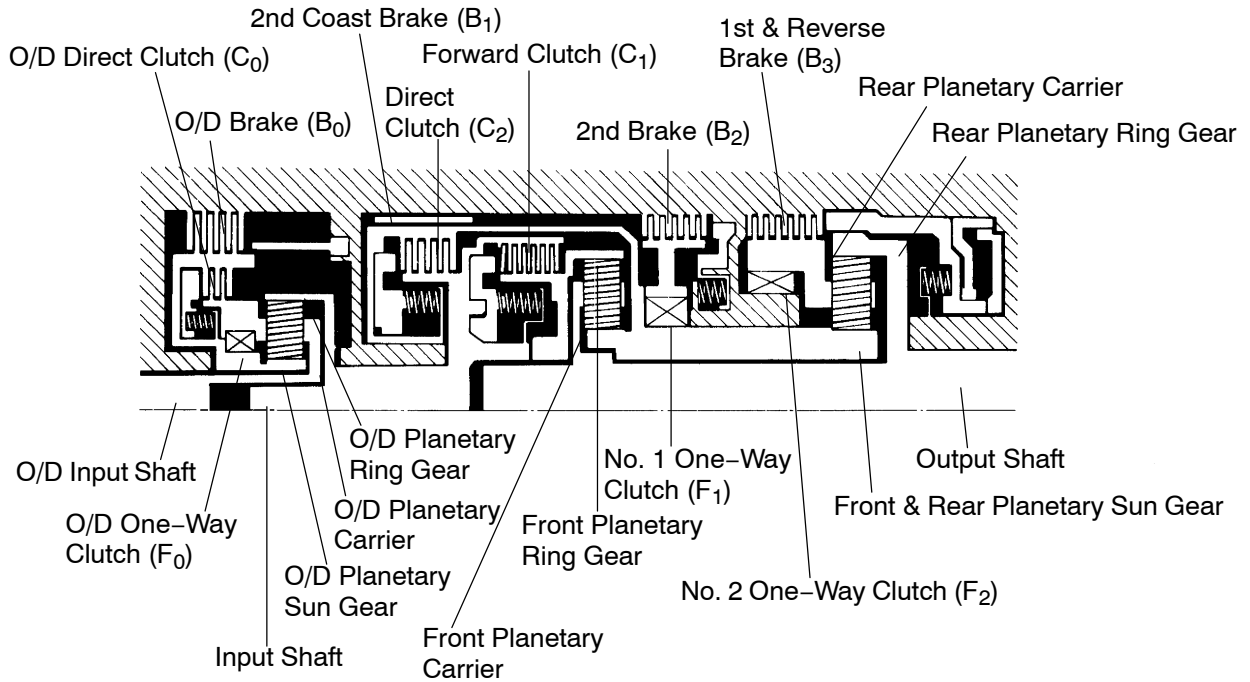 2nd Coast Brake (B1)
O/D Direct Clutch (C0)
Forward Clutch (C1)
1st & Reverse
Brake (B3)
O/D Brake (B0)
Direct
Clutch (C2)
2nd Brake (B2)
Rear Planetary Carrier
Rear Planetary Ring Gear
O/D Input Shaft
O/D One−Way
Clutch (F0)
O/D Planetary
Ring Gear
O/D Planetary
Carrier
O/D Planetary
Sun Gear
Input Shaft
Front Planetary
Carrier
Front Planetary
Ring Gear
No. 1 One−Way
Clutch (F1)
Output Shaft
Front & Rear Planetary Sun Gear
No. 2 One−Way Clutch (F2)